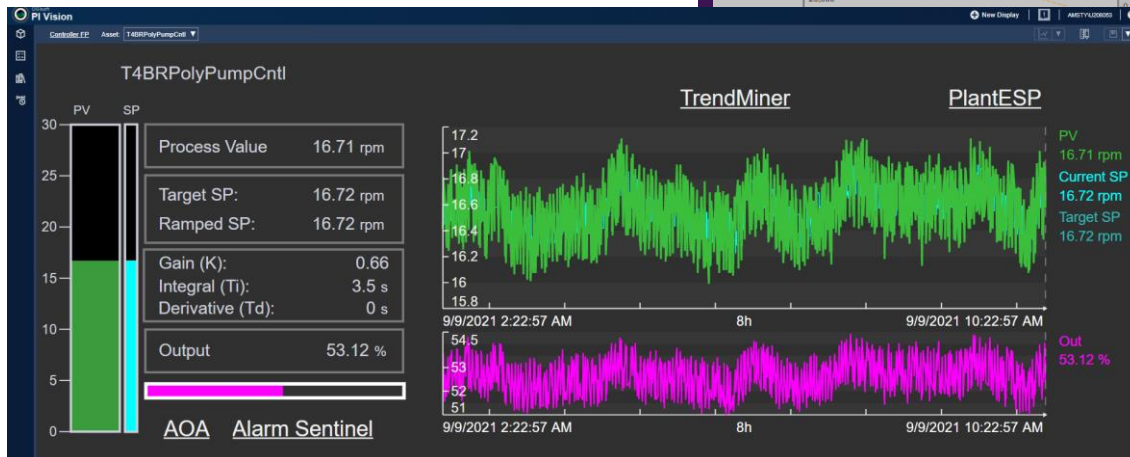 PI Vision
New Display
AMSTY\U208053
Controller FP
Asset: T4BRPolyPumpCntl
T4BRPolyPumpCntl
TrendMiner
PlantESP
PV SP
30
25
20
15
10
5
0
Process Value 16.71 rpm
Target SP: 16.72 rpm
Ramped SP: 16.72 rpm
Gain (K): 0.66
Integral (Ti): 3.5 s
Derivative (Td): 0 s
Output 53.12 %
AOA Alarm Sentinel
17.2
17
16.8
16.6
16.4
16.2
16
15.8
9/9/2021 2:22:57 AM 8h 9/9/2021 10:22:57 AM
PV
16.71 rpm
Current SP
16.72 rpm
Target SP
16.72 rpm
54.5
53
52
51
9/9/2021 2:22:57 AM 8h 9/9/2021 10:22:57 AM
Out
53.12 %